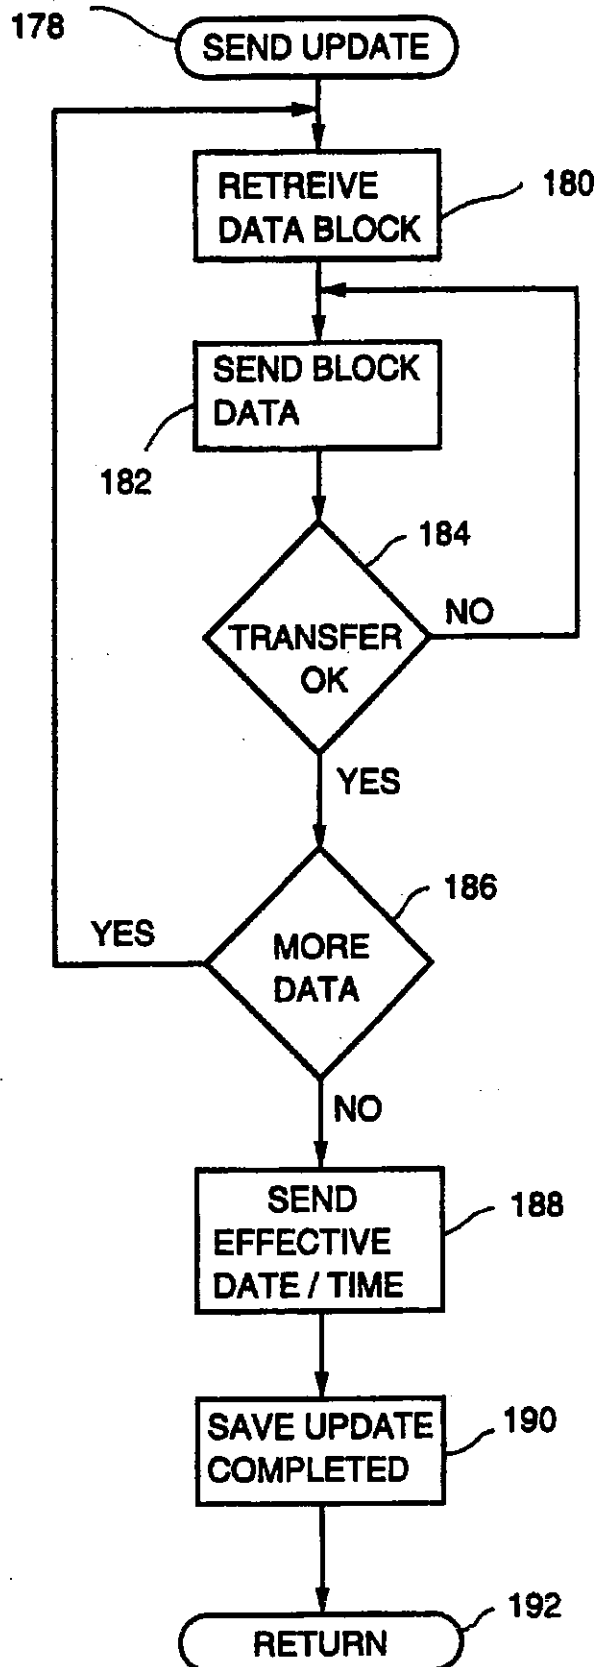 178
SEND UPDATE
RETREIVE
DATA BLOCK
180
SEND BLOCK
DATA
182
184
TRANSFER
OK
NO
YES
186
YES
MORE
DATA
NO
SEND
EFFECTIVE
DATE / TIME
188
SAVE UPDATE
COMPLETED
190
192
RETURN